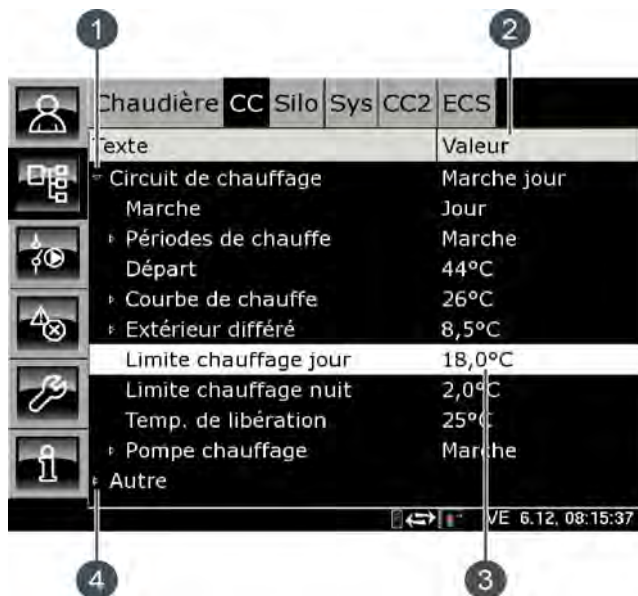 1 2
Chaudière CC Silo Sys CC2 ECS
Texte Valeur
Circuit de chauffage Marche jour
Marche Jour
Périodes de chauffe Marche
Départ 44°C
Courbe de chauffe 26°C
Extérieur différé 8,5°C
Limite chauffage jour 18,0°C
Limite chauffage nuit 2,0°C
Temp. de libération 25°C
Pompe chauffage Marche
Autre
VE 6.12, 08:15:37
4 3